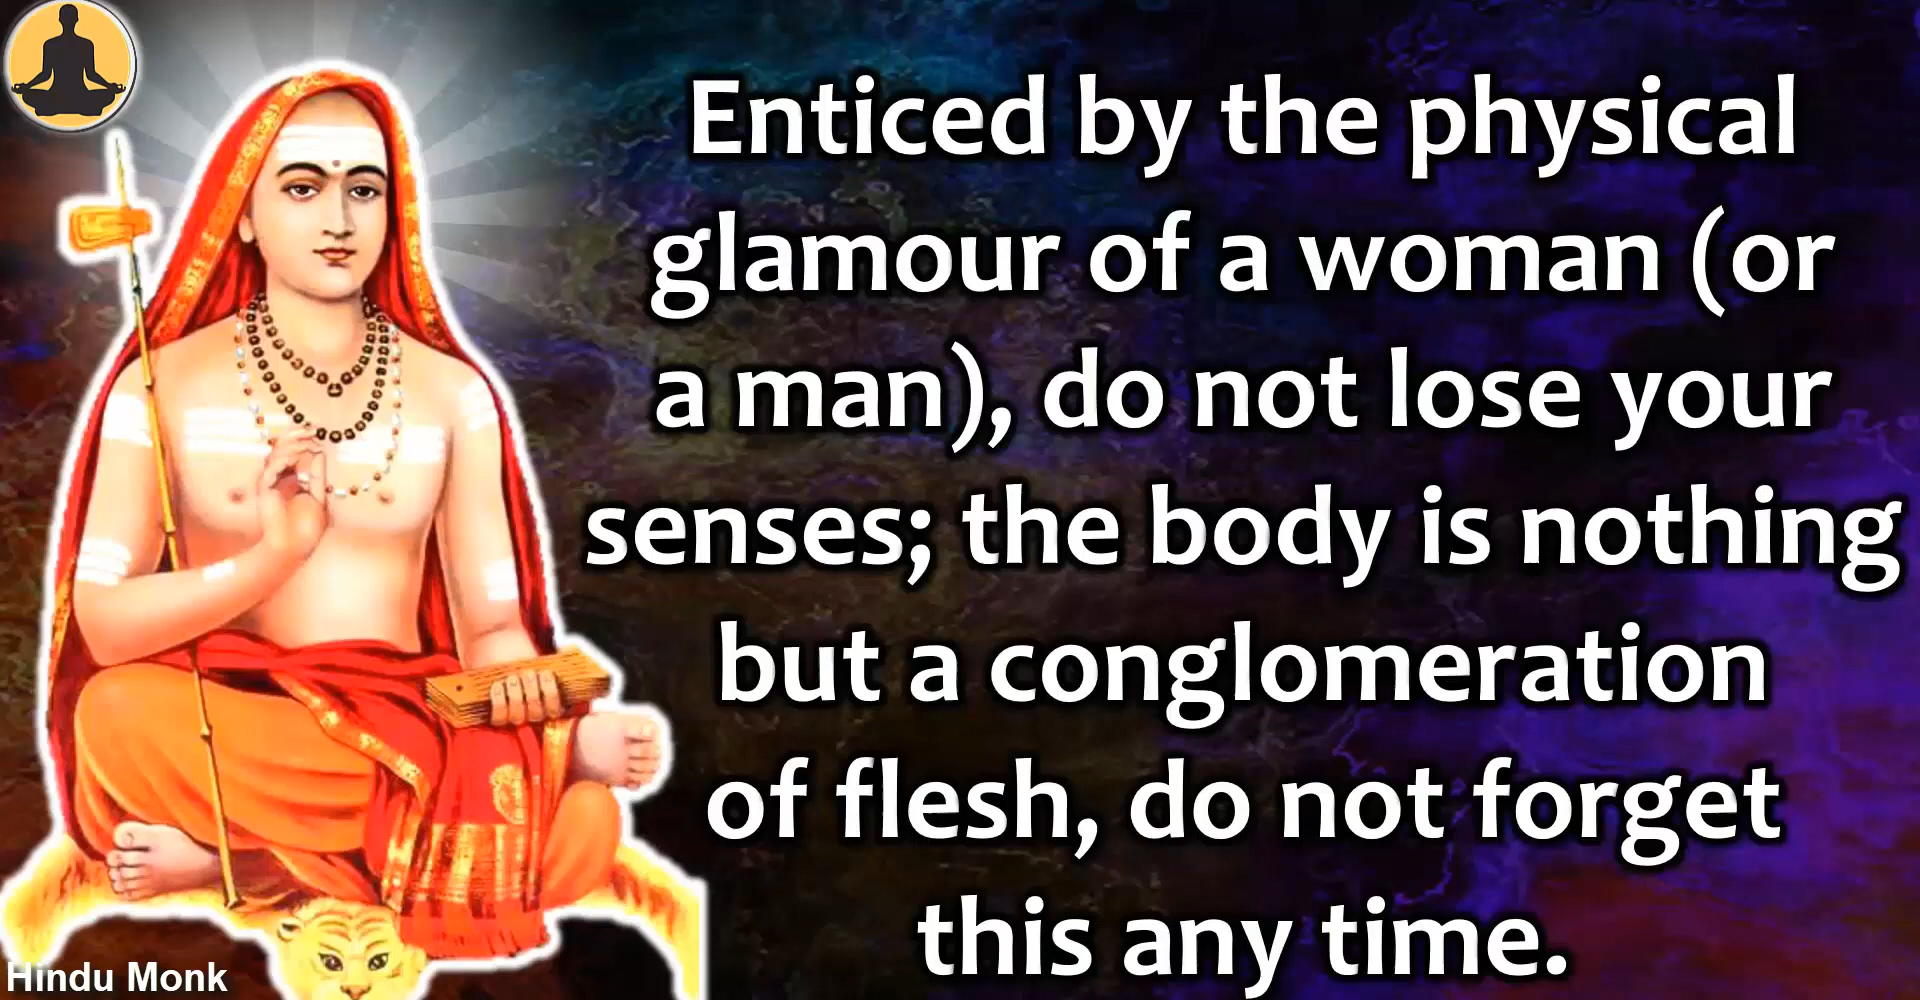 Enticed by the physical
glamour of a woman (or
a man), do not lose your
senses; the body is nothing
but a conglomeration
of flesh, do not forget
this any time.
Hindu Monk